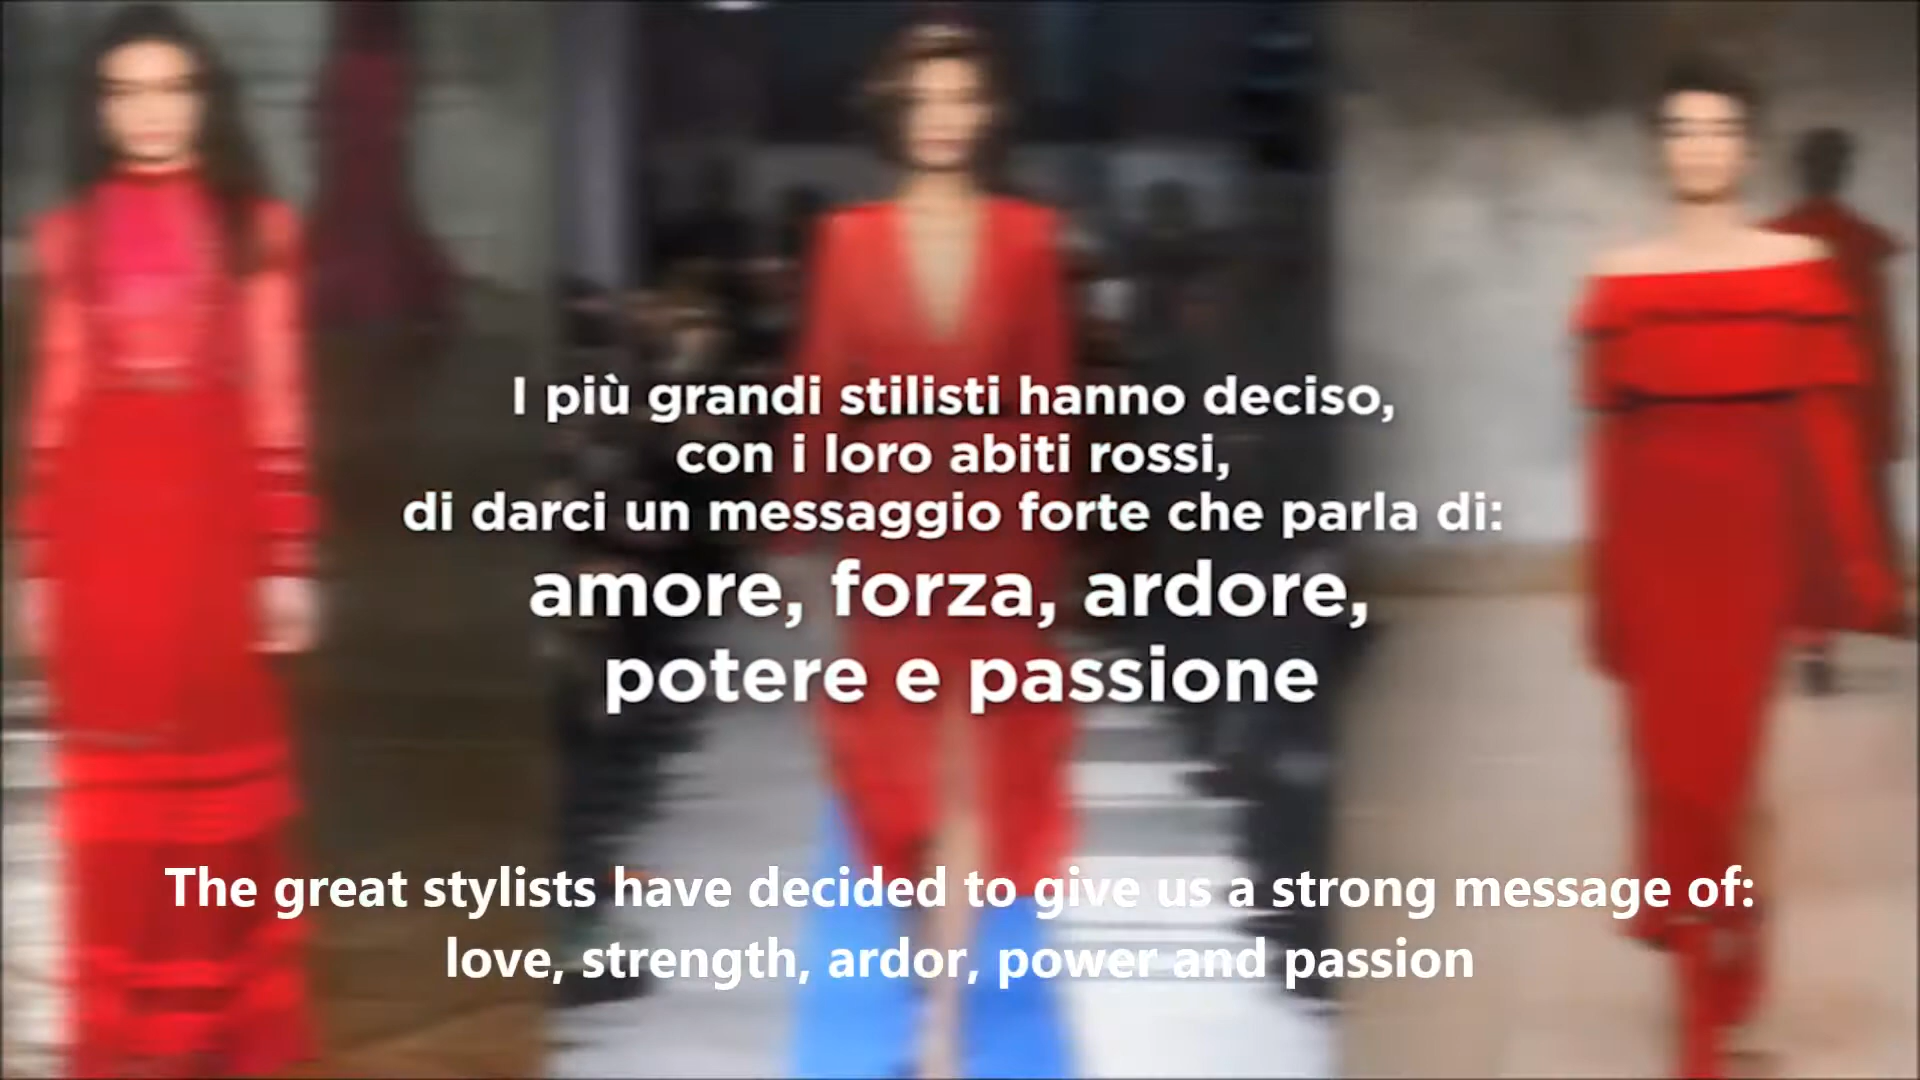 I più grandi stilisti hanno deciso,
con i loro abiti rossi,
di darci un messaggio forte che parla di:
amore, forza, ardore,
potere e passione
The great stylists have decided to give us a strong message of:
love, strength, ardor, power and passion